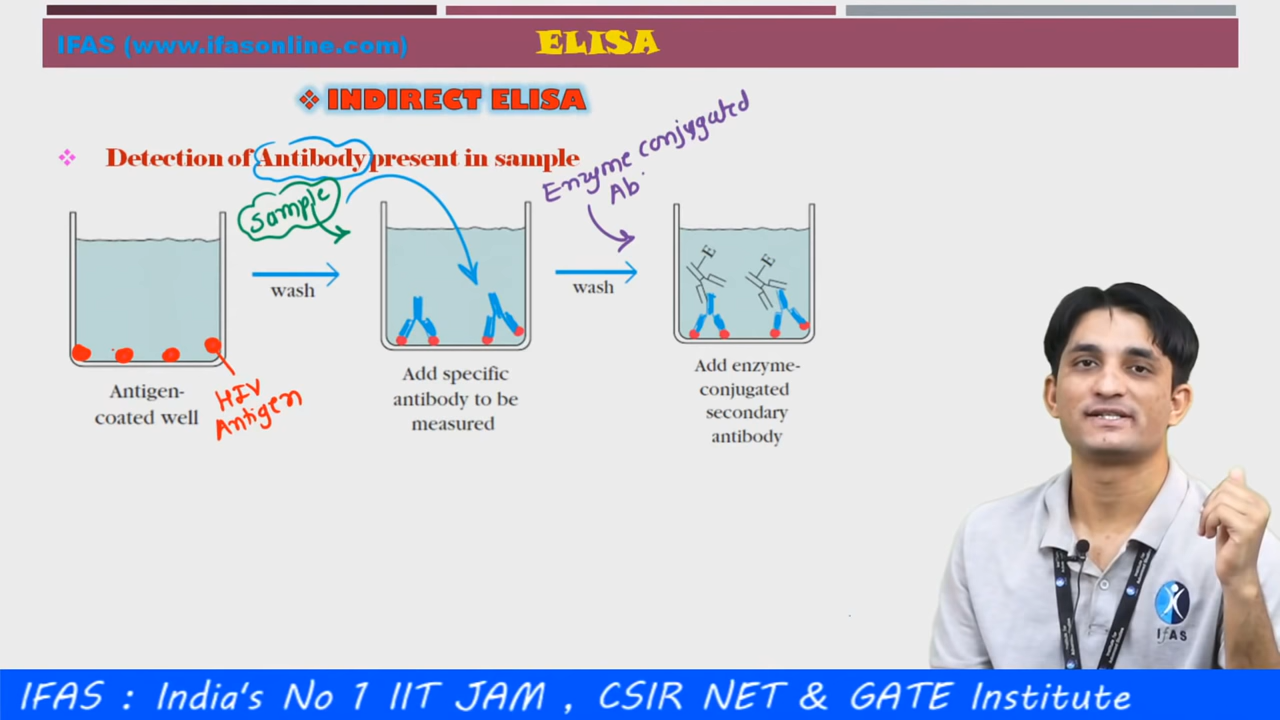 IFAS (www.ifasonline.com)
ELISA
❖ INDIRECT ELISA
❖ Detection of Antibody present in sample
Sample
Enzyme conjugated
Ab
wash
wash
E
E
HIV
Antigen
Antigen-
coated well
Add specific
antibody to be
measured
Add enzyme-
conjugated
secondary
antibody
IFAS
IFAS : India's No 1 IIT JAM , CSIR NET & GATE Institute